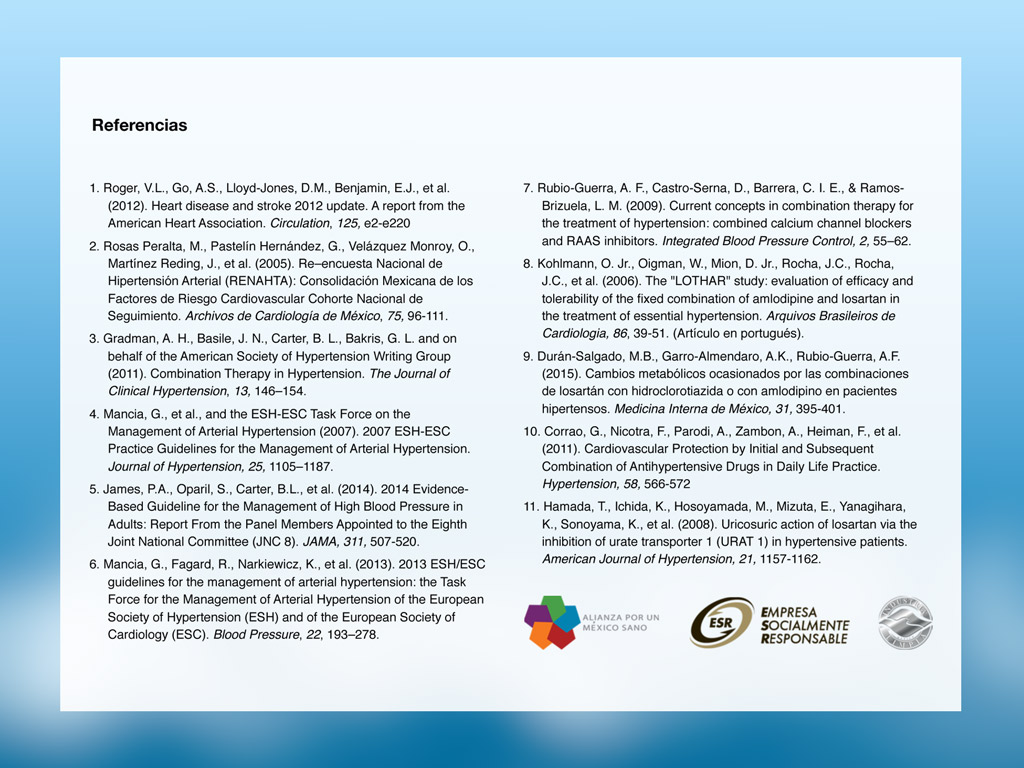 Referencias
1. Roger, V.L., Go, A.S., Lloyd-Jones, D.M., Benjamin, E.J., et al.
(2012). Heart disease and stroke 2012 update. A report from the
American Heart Association. Circulation, 125, e2-e220
2. Rosas Peralta, M., Pastelín Hernández, G., Velázquez Monroy, O.,
Martínez Reding, J., et al. (2005). Re–encuesta Nacional de
Hipertensión Arterial (RENAHTA): Consolidación Mexicana de los
Factores de Riesgo Cardiovascular Cohorte Nacional de
Seguimiento. Archivos de Cardiología de México, 75, 96-111.
3. Gradman, A. H., Basile, J. N., Carter, B. L., Bakris, G. L. and on
behalf of the American Society of Hypertension Writing Group
(2011). Combination Therapy in Hypertension. The Journal of
Clinical Hypertension, 13, 146–154.
4. Mancia, G., et al., and the ESH-ESC Task Force on the
Management of Arterial Hypertension (2007). 2007 ESH-ESC
Practice Guidelines for the Management of Arterial Hypertension.
Journal of Hypertension, 25, 1105–1187.
5. James, P.A., Oparil, S., Carter, B.L., et al. (2014). 2014 Evidence-
Based Guideline for the Management of High Blood Pressure in
Adults: Report From the Panel Members Appointed to the Eighth
Joint National Committee (JNC 8). JAMA, 311, 507-520.
6. Mancia, G., Fagard, R., Narkiewicz, K., et al. (2013). 2013 ESH/ESC
guidelines for the management of arterial hypertension: the Task
Force for the Management of Arterial Hypertension of the European
Society of Hypertension (ESH) and of the European Society of
Cardiology (ESC). Blood Pressure, 22, 193–278.
7. Rubio-Guerra, A. F., Castro-Serna, D., Barrera, C. I. E., & Ramos-
Brizuela, L. M. (2009). Current concepts in combination therapy for
the treatment of hypertension: combined calcium channel blockers
and RAAS inhibitors. Integrated Blood Pressure Control, 2, 55–62.
8. Kohlmann, O. Jr., Oigman, W., Mion, D. Jr., Rocha, J.C., Rocha,
J.C., et al. (2006). The "LOTHAR" study: evaluation of efficacy and
tolerability of the fixed combination of amlodipine and losartan in
the treatment of essential hypertension. Arquivos Brasileiros de
Cardiologia, 86, 39-51. (Artículo en portugués).
9. Durán-Salgado, M.B., Garro-Almendaro, A.K., Rubio-Guerra, A.F.
(2015). Cambios metabólicos ocasionados por las combinaciones
de losartán con hidroclorotiazida o con amlodipino en pacientes
hipertensos. Medicina Interna de México, 31, 395-401.
10. Corrao, G., Nicotra, F., Parodi, A., Zambon, A., Heiman, F., et al.
(2011). Cardiovascular Protection by Initial and Subsequent
Combination of Antihypertensive Drugs in Daily Life Practice.
Hypertension, 58, 566-572
11. Hamada, T., Ichida, K., Hosoyamada, M., Mizuta, E., Yanagihara,
K., Sonoyama, K., et al. (2008). Uricosuric action of losartan via the
inhibition of urate transporter 1 (URAT 1) in hypertensive patients.
American Journal of Hypertension, 21, 1157-1162.
ALIANZA POR UN
MÉXICO SANO
ESR
EMPRESA
SOCIALMENTE
RESPONSABLE
INDUSTRIA
LIMPIA